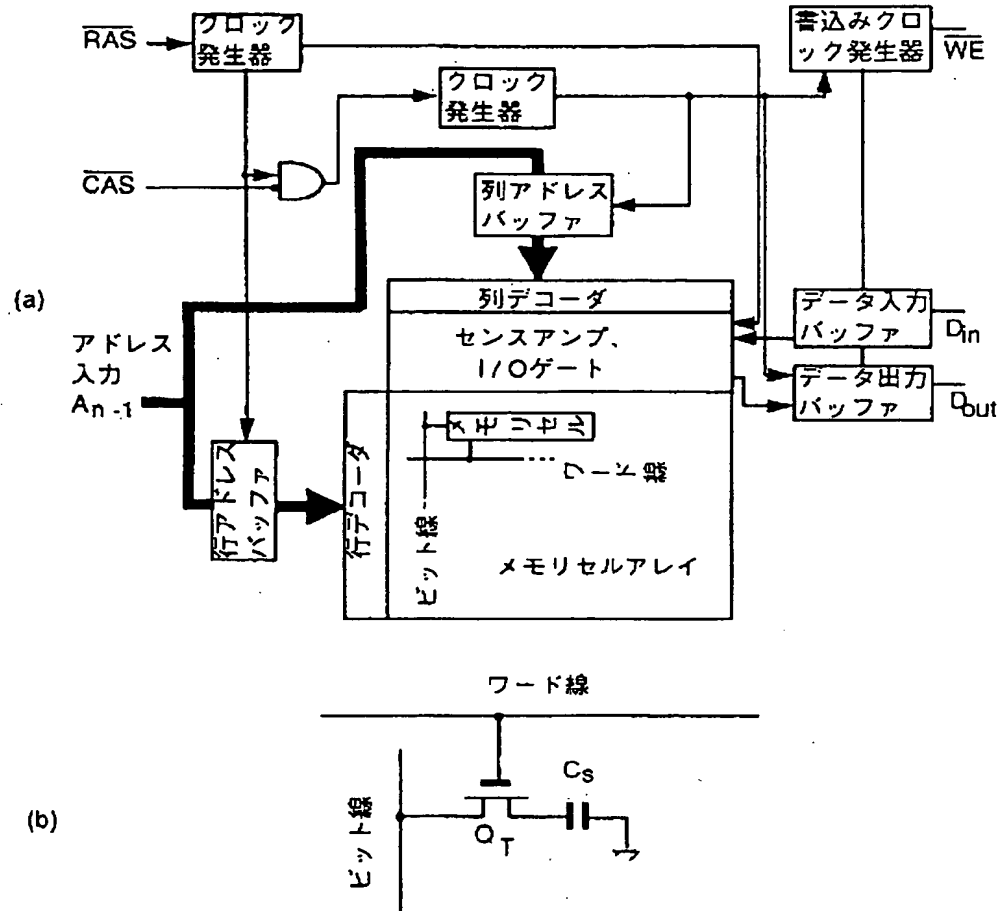 RAS
クロック
発生器
書込みクロ
ック発生器
WE
クロック
発生器
CAS
列アドレス
バッファ
(a)
列デコーダ
データ入力
バッファ
Din
アドレス
入力
An-1
センスアンプ、
I/Oゲート
データ出力
バッファ
Dout
メモリセル
ワード線
行アドレス
バッファ
行デコーダ
ビット線
メモリセルアレイ
ワード線
(b)
ビット線
CS
QT